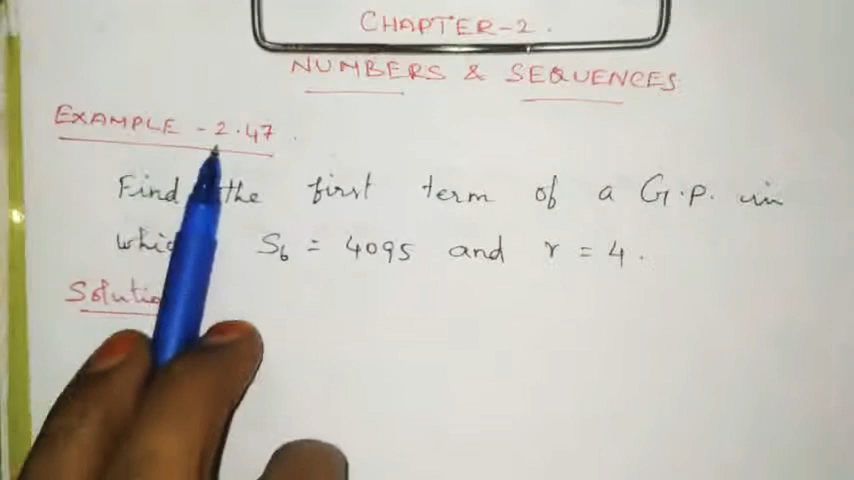 CHAPTER-2.
NUMBERS & SEQUENCES
EXAMPLE - 2.47.
Find the first term of a G.P. in
S₆ = 4095 and r = 4.